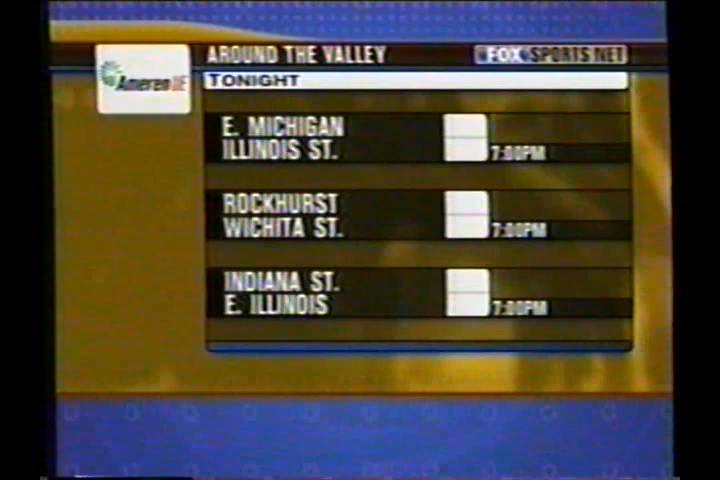 AROUND THE VALLEY
FOX SPORTS NET
AmerenUE
TONIGHT
E. MICHIGAN
ILLINOIS ST.
7:00PM
ROCKHURST
WICHITA ST.
7:00PM
INDIANA ST.
E. ILLINOIS
7:00PM